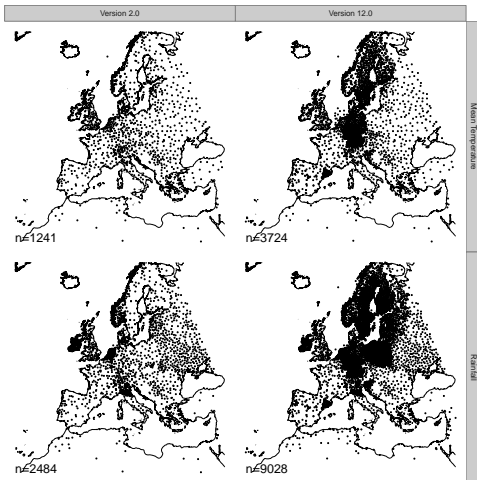 Version 2.0
Version 12.0
Mean Temperature
n=1241
n=3724
Rainfall
n=2484
n=9028